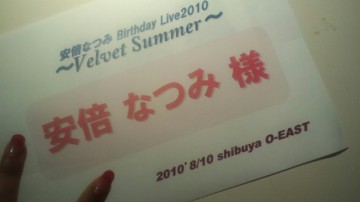 安倍なつみ Birthday Live2010
～Velvet Summer～
安倍 なつみ 様
2010'8/10 shibuya O-EAST